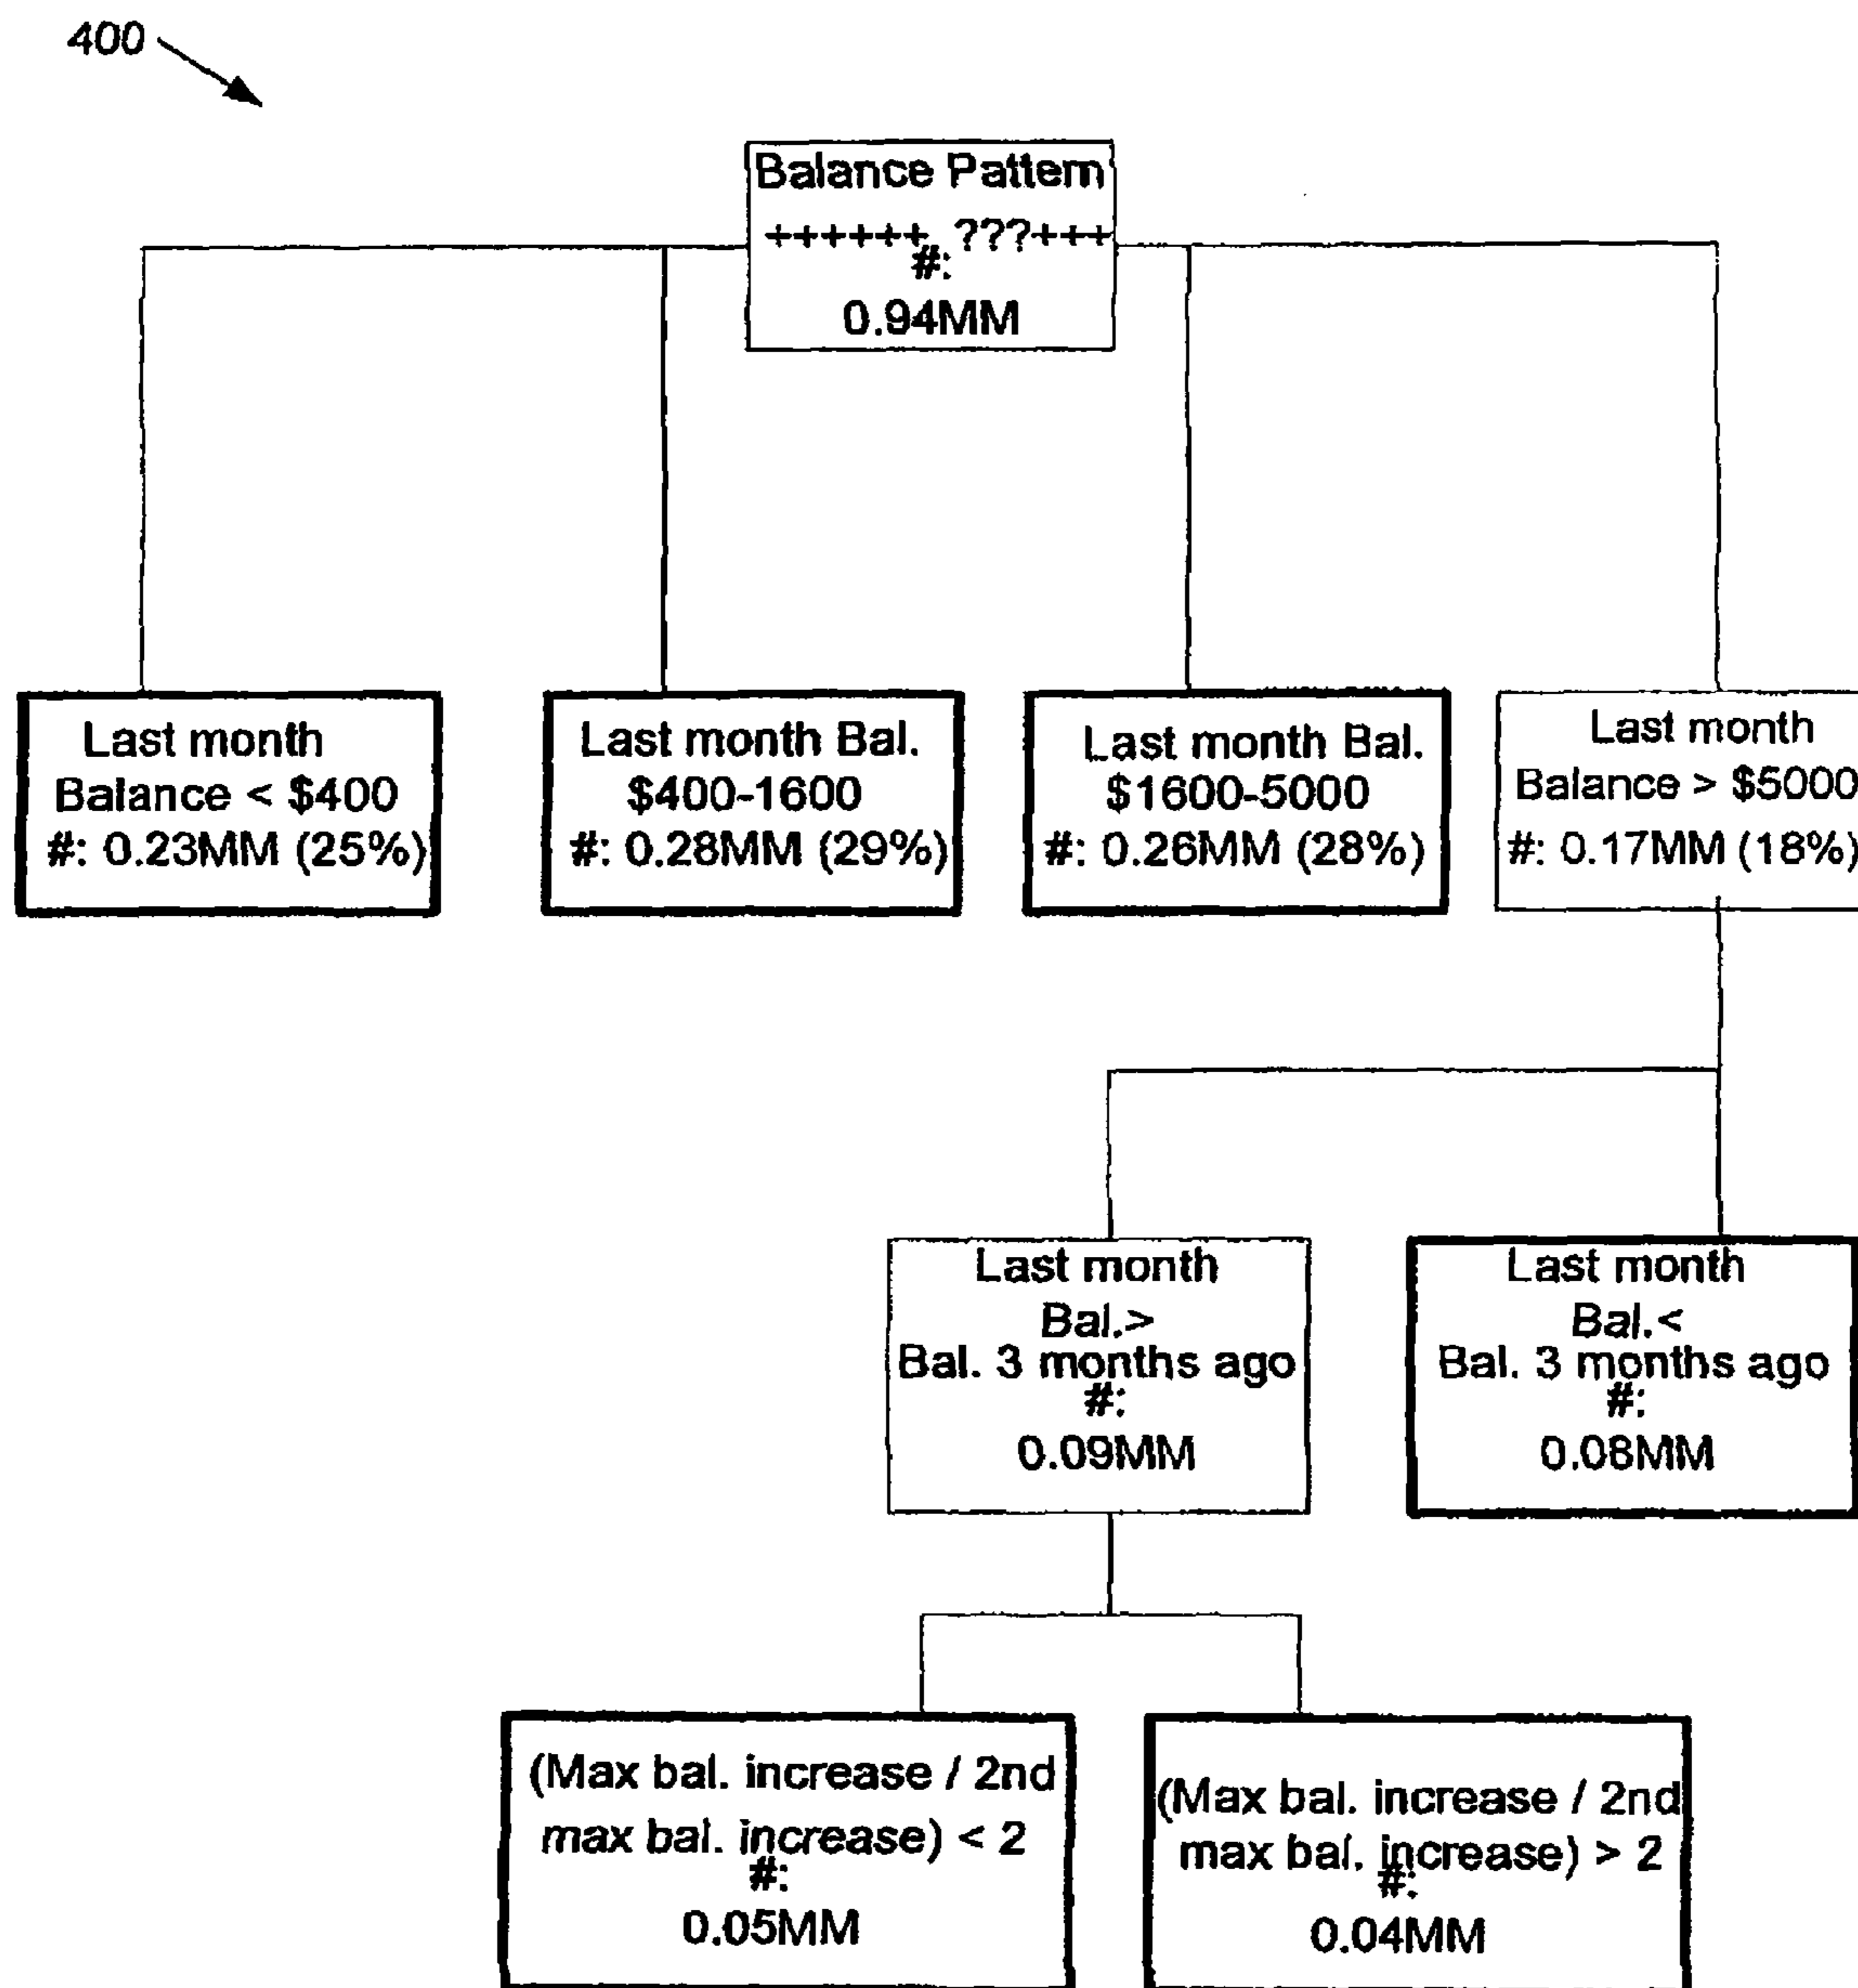 400
Balance Pattern
++++++, ???+++
#:
0.94MM
Last month
Balance < $400
#: 0.23MM (25%)
Last month Bal.
$400-1600
#: 0.28MM (29%)
Last month Bal.
$1600-5000
#: 0.26MM (28%)
Last month
Balance > $5000
#: 0.17MM (18%)
Last month
Bal.>
Bal. 3 months ago
#:
0.09MM
Last month
Bal.<
Bal. 3 months ago
#:
0.08MM
(Max bal. increase / 2nd
max bal. increase) < 2
#:
0.05MM
(Max bal. increase / 2nd
max bal. increase) > 2
#:
0.04MM